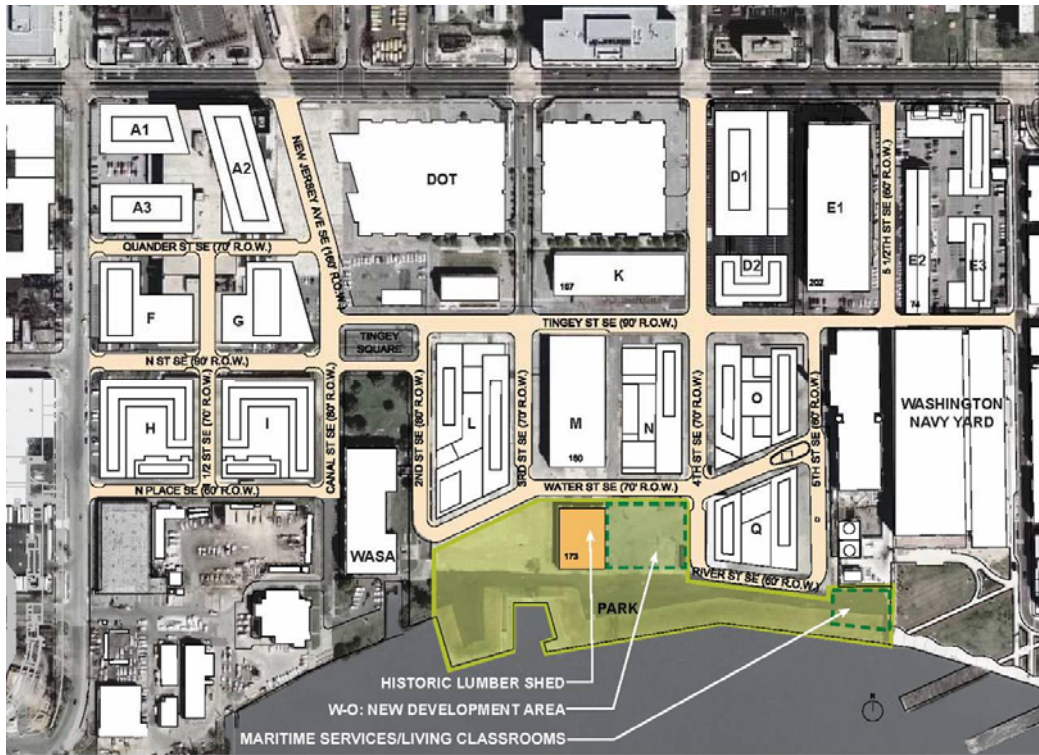 A1
A2
A3
NEW JERSEY AVE SE (160' R.O.W.)
DOT
D1
E1
5 1/2TH ST SE (60' R.O.W.)
QUANDER ST SE (70' R.O.W.)
F
G
167
K
D2
202
E2
E3
74
TINGEY ST SE (90' R.O.W.)
TINGEY
SQUARE
N ST SE (90' R.O.W.)
H
1/2 ST SE (70' R.O.W.)
I
CANAL ST SE (80' R.O.W.)
2ND ST SE (60' R.O.W.)
L
3RD ST SE (70' R.O.W.)
M
160
N
4TH ST SE (70' R.O.W.)
O
5TH ST SE (60' R.O.W.)
WASHINGTON
NAVY YARD
N PLACE SE (60' R.O.W.)
WATER ST SE (70' R.O.W.)
WASA
173
Q
RIVER ST SE (60' R.O.W.)
PARK
HISTORIC LUMBER SHED
W-O: NEW DEVELOPMENT AREA
MARITIME SERVICES/LIVING CLASSROOMS
N